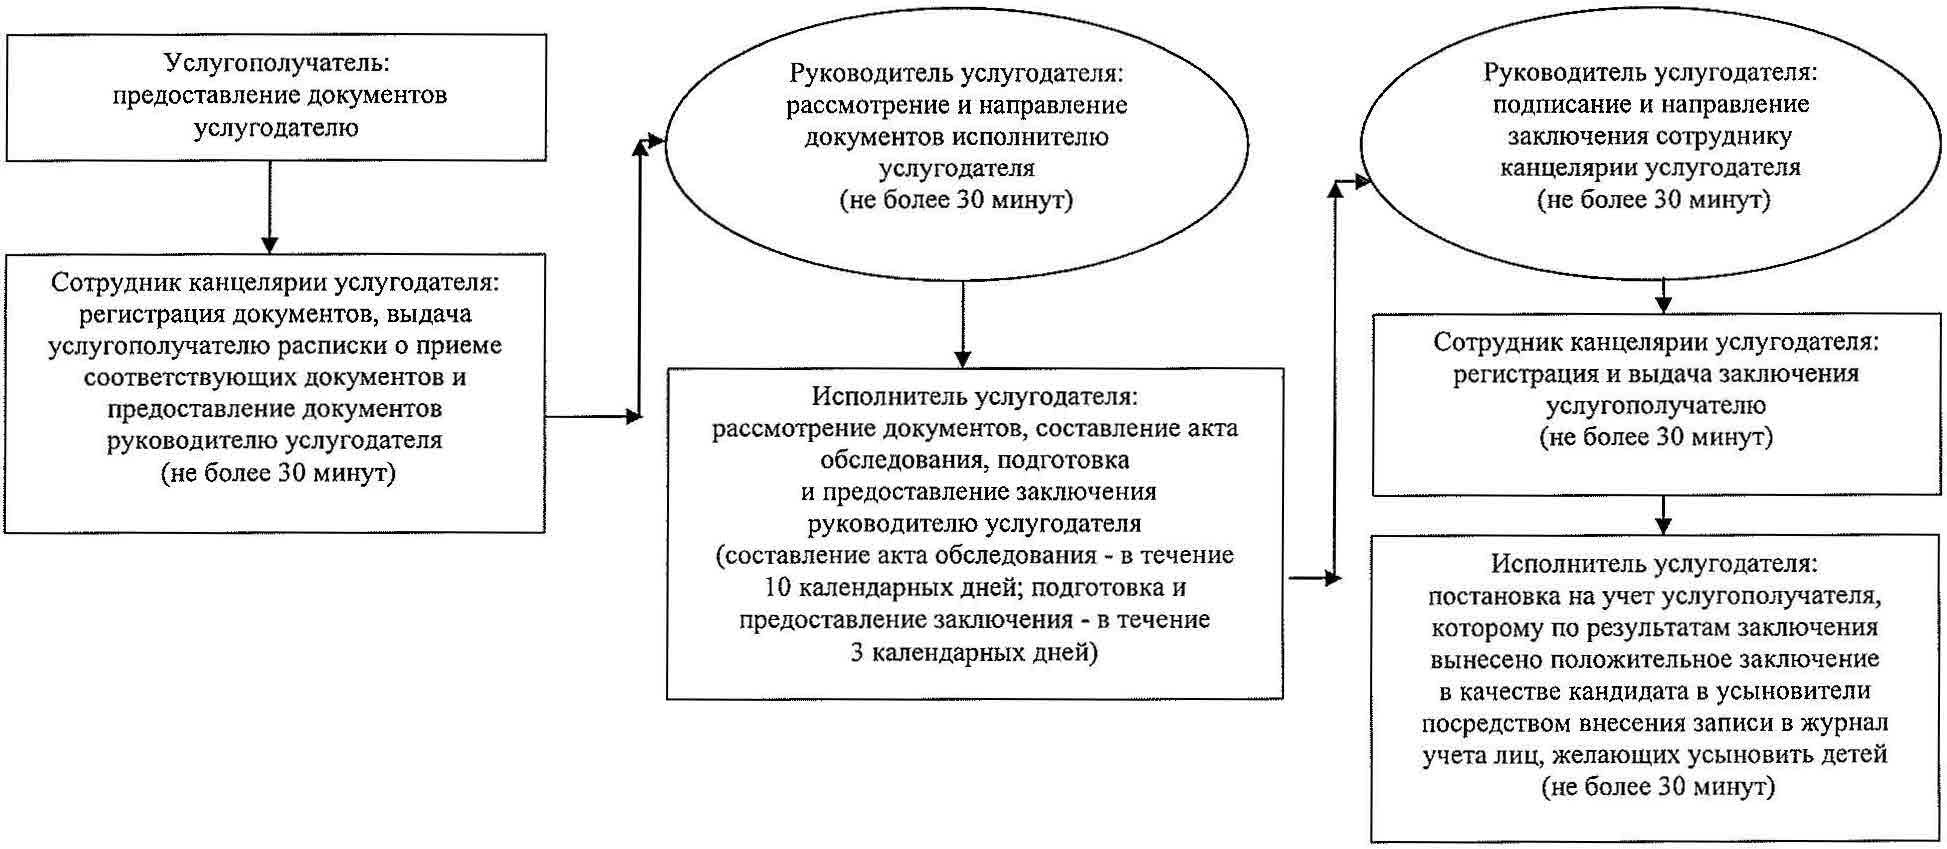 Услугополучатель:
предоставление документов
услугодателю
Сотрудник канцелярии услугодателя:
регистрация документов, выдача
услугополучателю расписки о приеме
соответствующих документов и
предоставление документов
руководителю услугодателя
(не более 30 минут)
Руководитель услугодателя:
рассмотрение и направление
документов исполнителю
услугодателя
(не более 30 минут)
Исполнитель услугодателя:
рассмотрение документов, составление акта
обследования, подготовка
и предоставление заключения
руководителю услугодателя
(составление акта обследования - в течение
10 календарных дней; подготовка и
предоставление заключения - в течение
3 календарных дней)
Руководитель услугодателя:
подписание и направление
заключения сотруднику
канцелярии услугодателя
(не более 30 минут)
Сотрудник канцелярии услугодателя:
регистрация и выдача заключения
услугополучателю
(не более 30 минут)
Исполнитель услугодателя:
постановка на учет услугополучателя,
которому по результатам заключения
вынесено положительное заключение
в качестве кандидата в усыновители
посредством внесения записи в журнал
учета лиц, желающих усыновить детей
(не более 30 минут)